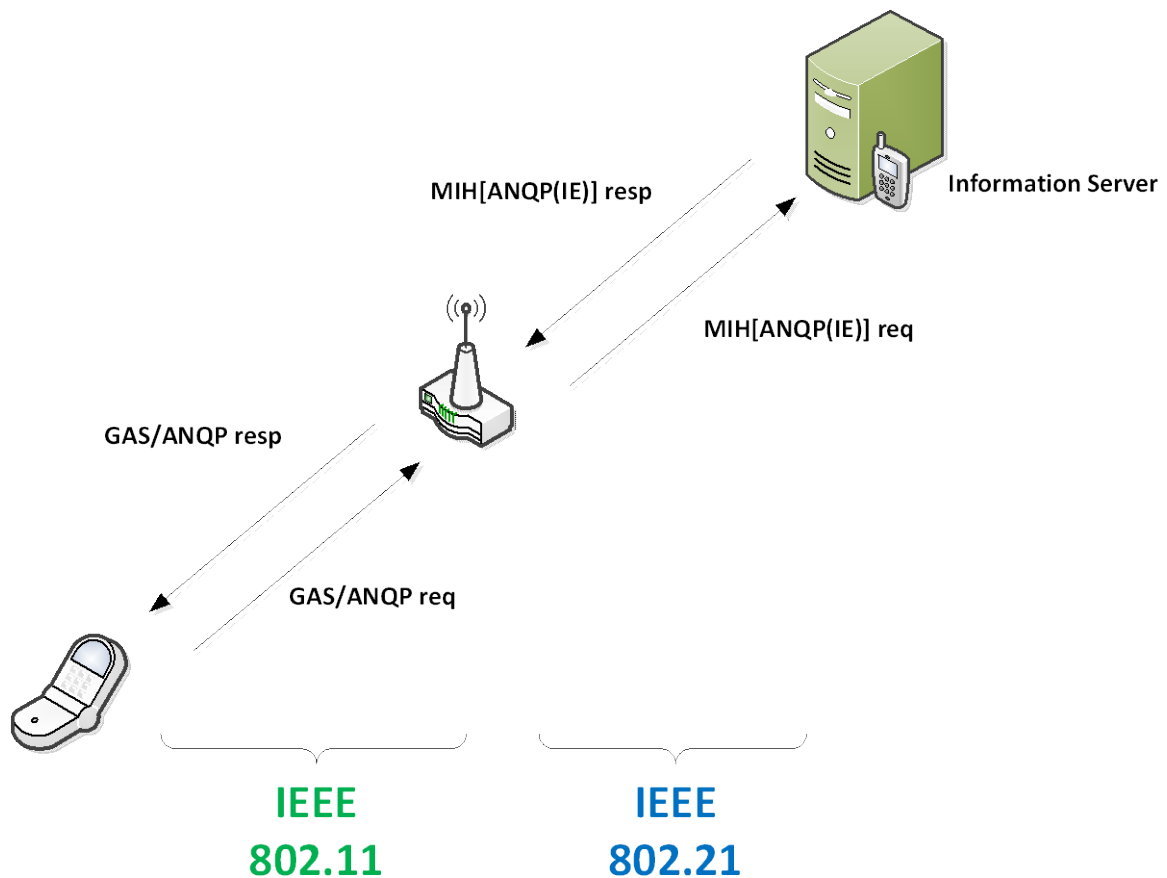 MIH[ANQP(IE)] resp
Information Server
MIH[ANQP(IE)] req
GAS/ANQP resp
GAS/ANQP req
IEEE
802.11
IEEE
802.21